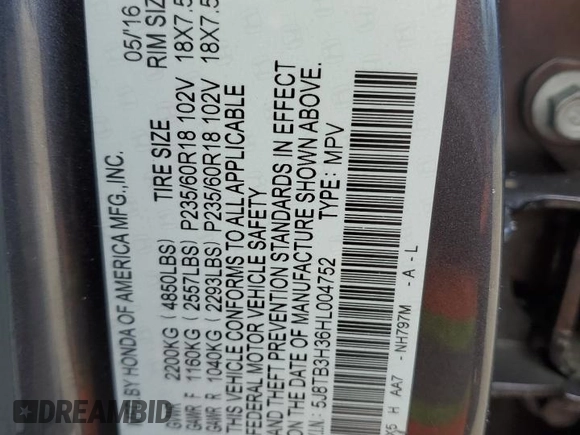 05/16
BY HONDA OF AMERICA MFG., INC.
TIRE SIZE RIM SIZ
GVWR 2200KG ( 4850LBS)
GAWR F 1160KG ( 2557LBS) P235/60R18 102V 18X7.5
GAWR R 1040KG ( 2293LBS) P235/60R18 102V 18X7.5
THIS VEHICLE CONFORMS TO ALL APPLICABLE
FEDERAL MOTOR VEHICLE SAFETY
AND THEFT PREVENTION STANDARDS IN EFFECT
ON THE DATE OF MANUFACTURE SHOWN ABOVE.
V.I.N.: 5J8TB3H36HL004752 TYPE: MPV
X5 H AA7 -NH797M -A-L
DREAMBID